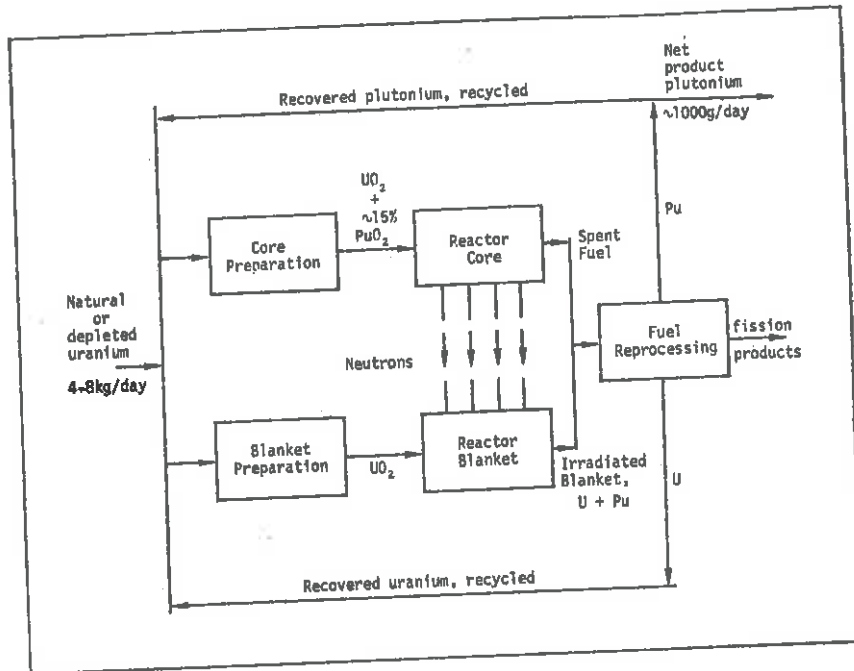 Net
product
plutonium
~1000g/day
Recovered plutonium, recycled
UO₂
+
~15%
PuO₂
Pu
Core
Preparation
Reactor
Core
Spent
Fuel
Natural
or
depleted
uranium
4-8kg/day
Neutrons
Fuel
Reprocessing
fission
products
Blanket
Preparation
UO₂
Reactor
Blanket
Irradiated
Blanket,
U + Pu
U
Recovered uranium, recycled